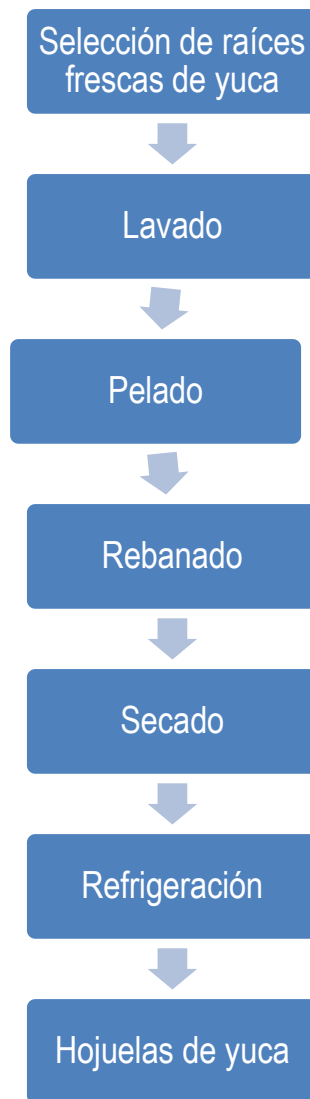 Selección de raíces
frescas de yuca
Lavado
Pelado
Rebanado
Secado
Refrigeración
Hojuelas de yuca